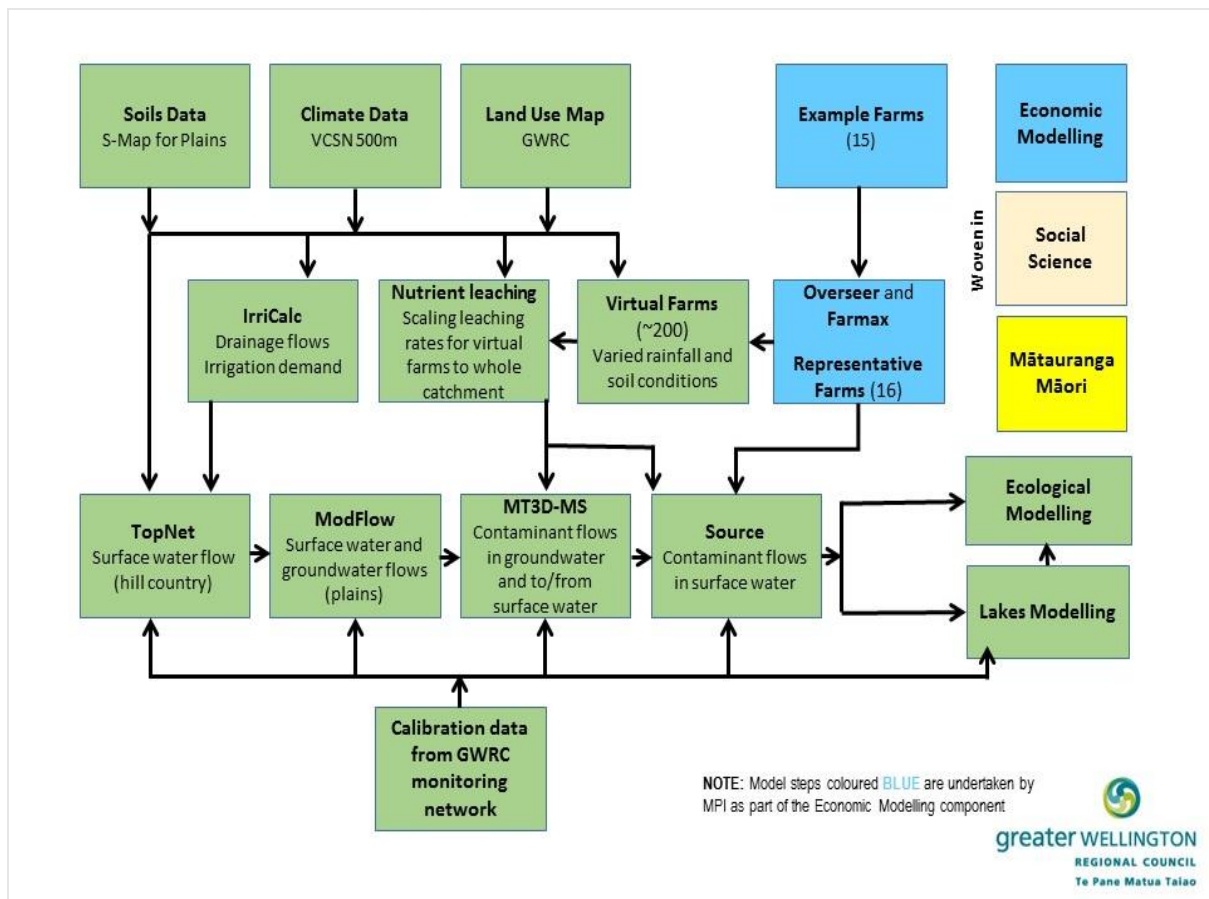 Soils Data
S-Map for Plains
Climate Data
VCSN 500m
Land Use Map
GWRC
Example Farms
(15)
Economic
Modelling
Woven in
Social
Science
Mātauranga
Māori
IrriCalc
Drainage flows
Irrigation demand
Nutrient leaching
Scaling leaching
rates for virtual
farms to whole
catchment
Virtual Farms
(~200)
Varied rainfall and
soil conditions
Overseer and
Farmax
Representative
Farms (16)
TopNet
Surface water flow
(hill country)
ModFlow
Surface water and
groundwater flows
(plains)
MT3D-MS
Contaminant flows
in groundwater
and to/from
surface water
Source
Contaminant flows
in surface water
Ecological
Modelling
Lakes Modelling
Calibration data
from GWRC
monitoring
network
NOTE: Model steps coloured BLUE are undertaken by
MPI as part of the Economic Modelling component
greater WELLINGTON
REGIONAL COUNCIL
Te Pane Matua Taiao